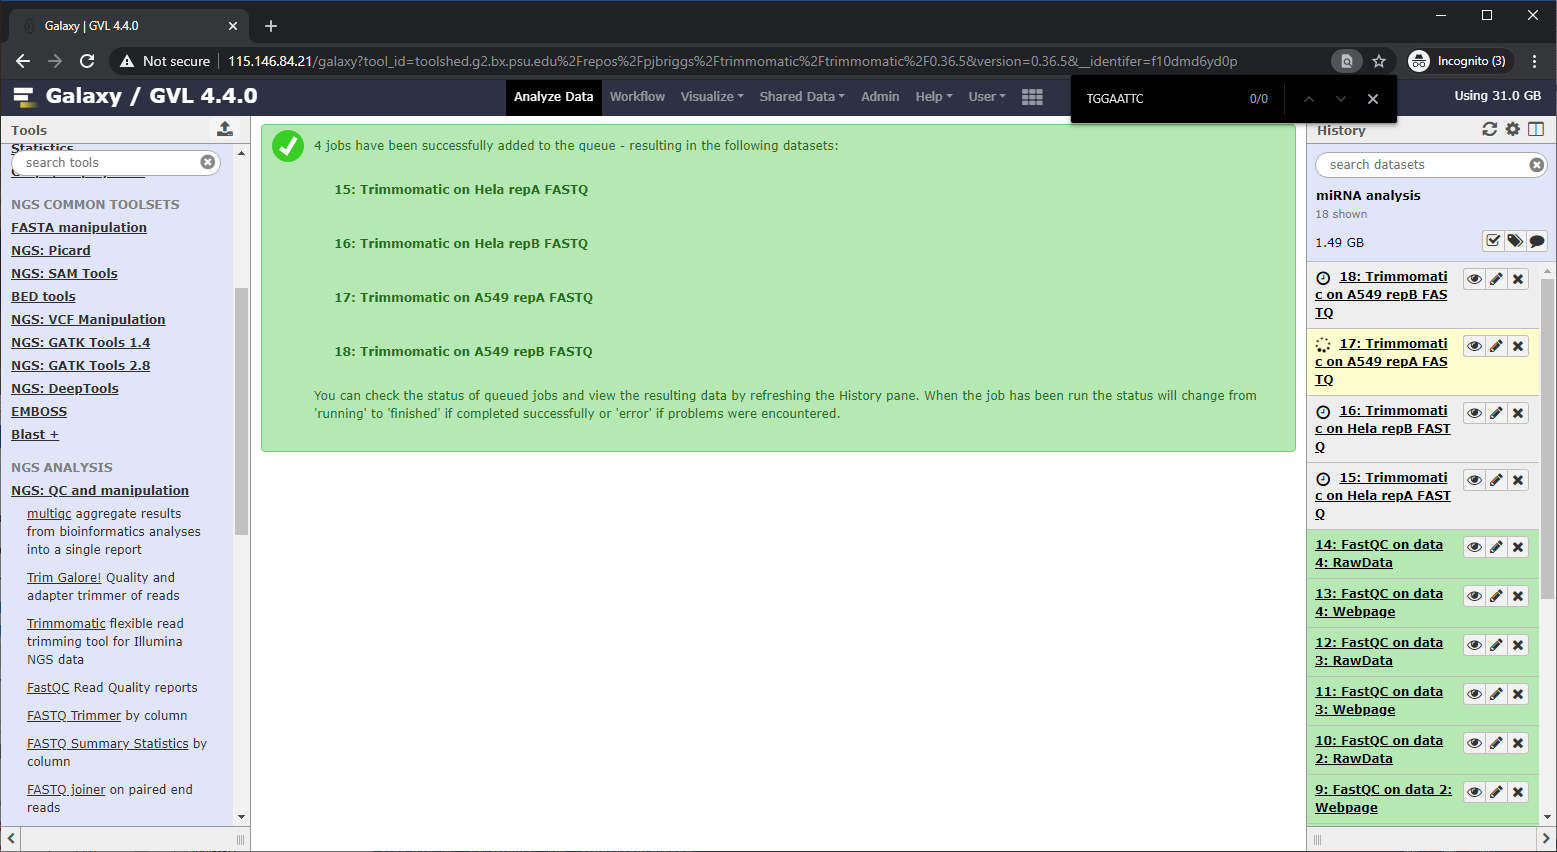 Galaxy | GVL 4.4.0
Not secure
115.146.84.21/galaxy?tool_id=toolshed.g2.bx.psu.edu%2Frepos%2Fpjbriggs%2Ftrimmomatic%2Ftrimmomatic%2F0.36.5&version=0.36.5&__identifer=f10dmd6yd0p
Incognito (3)
Galaxy / GVL 4.4.0
Analyze Data
Workflow
Visualize
Shared Data
Admin
Help
User
TGGAATTC
0/0
Using 31.0 GB
Tools
Statistics
search tools
NGS COMMON TOOLSETS
FASTA manipulation
NGS: Picard
NGS: SAM Tools
BED tools
NGS: VCF Manipulation
NGS: GATK Tools 1.4
NGS: GATK Tools 2.8
NGS: DeepTools
EMBOSS
Blast +
NGS ANALYSIS
NGS: QC and manipulation
multiqc aggregate results
from bioinformatics analyses
into a single report
Trim Galore! Quality and
adapter trimmer of reads
Trimmomatic flexible read
trimming tool for Illumina
NGS data
FastQC Read Quality reports
FASTQ Trimmer by column
FASTQ Summary Statistics by
column
FASTQ joiner on paired end
reads
4 jobs have been successfully added to the queue - resulting in the following datasets:
15: Trimmomatic on Hela repA FASTQ
16: Trimmomatic on Hela repB FASTQ
17: Trimmomatic on A549 repA FASTQ
18: Trimmomatic on A549 repB FASTQ
You can check the status of queued jobs and view the resulting data by refreshing the History pane. When the job has been run the status will change from
'running' to 'finished' if completed successfully or 'error' if problems were encountered.
History
search datasets
miRNA analysis
18 shown
1.49 GB
18: Trimmomati
c on A549 repB FAS
TQ
17: Trimmomati
c on A549 repA FAS
TQ
16: Trimmomati
c on Hela repB FAST
Q
15: Trimmomati
c on Hela repA FAST
Q
14: FastQC on data
4: RawData
13: FastQC on data
4: Webpage
12: FastQC on data
3: RawData
11: FastQC on data
3: Webpage
10: FastQC on data
2: RawData
9: FastQC on data 2:
Webpage